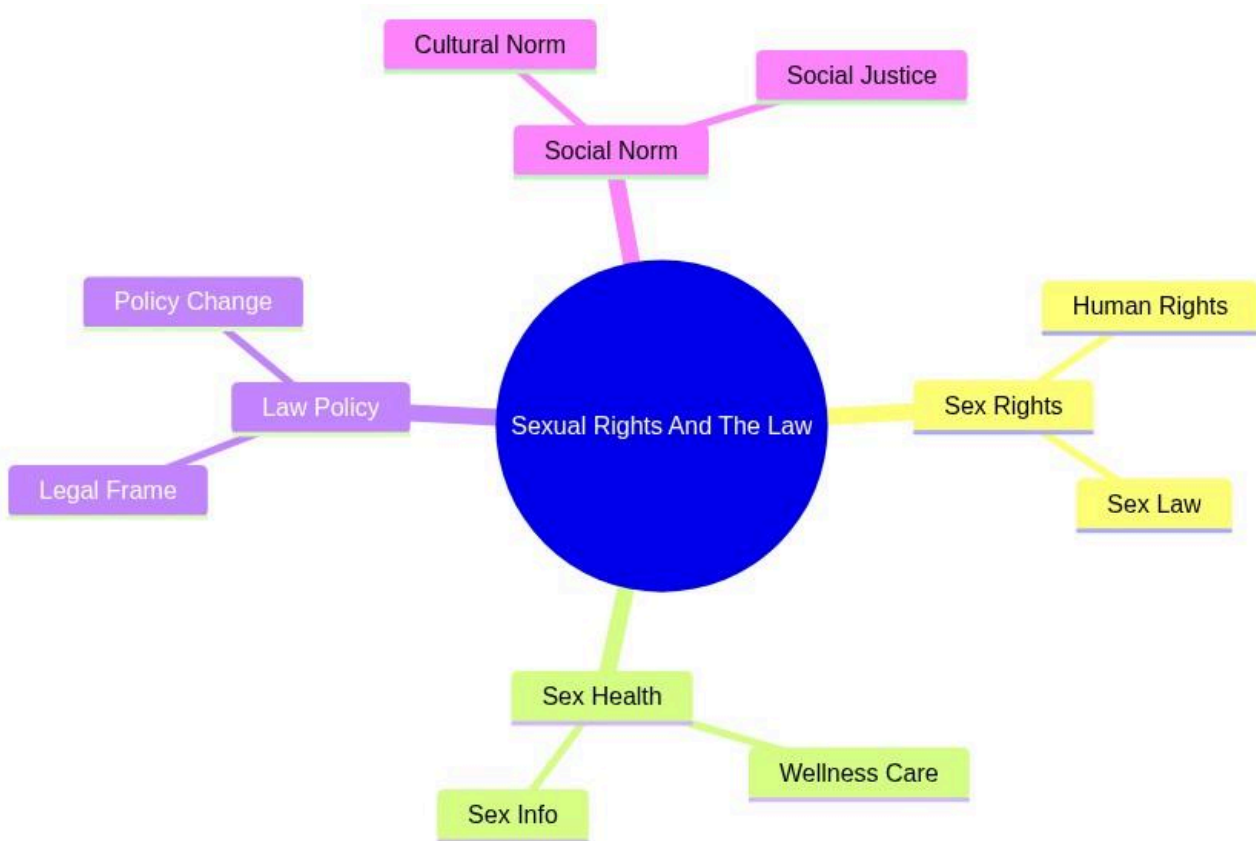 Cultural Norm
Social Justice
Social Norm
Policy Change
Human Rights
Law Policy
Sex Rights
Sexual Rights And The Law
Legal Frame
Sex Law
Sex Health
Wellness Care
Sex Info